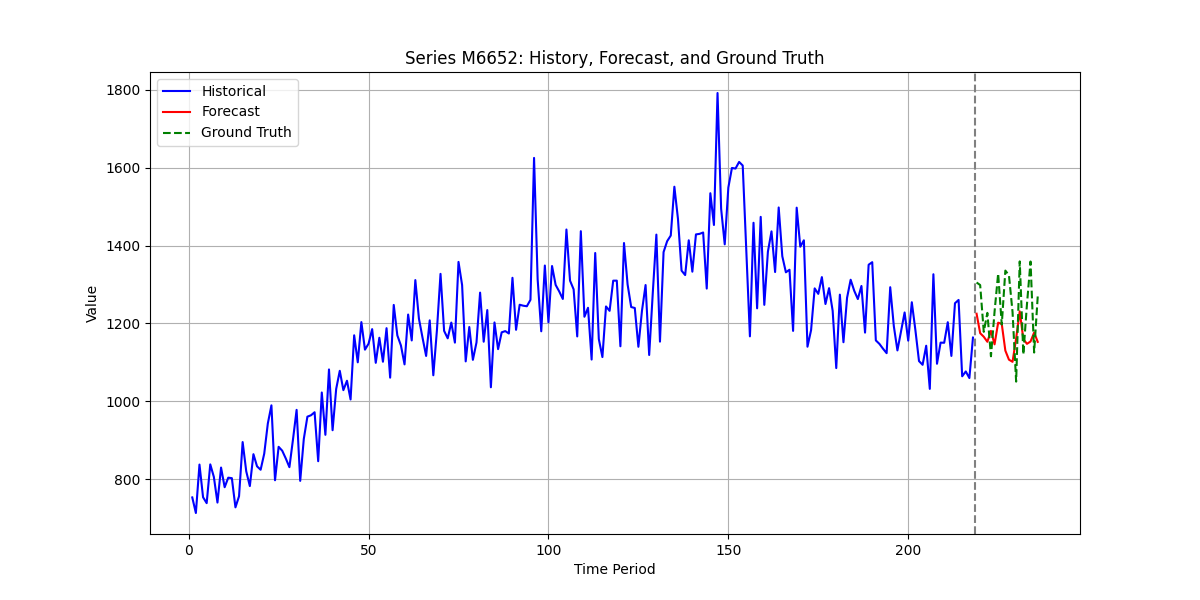 Series M6652: History, Forecast, and Ground Truth
Historical
Forecast
Ground Truth
1800
1600
1400
1200
1000
800
Value
0 50 100 150 200
Time Period